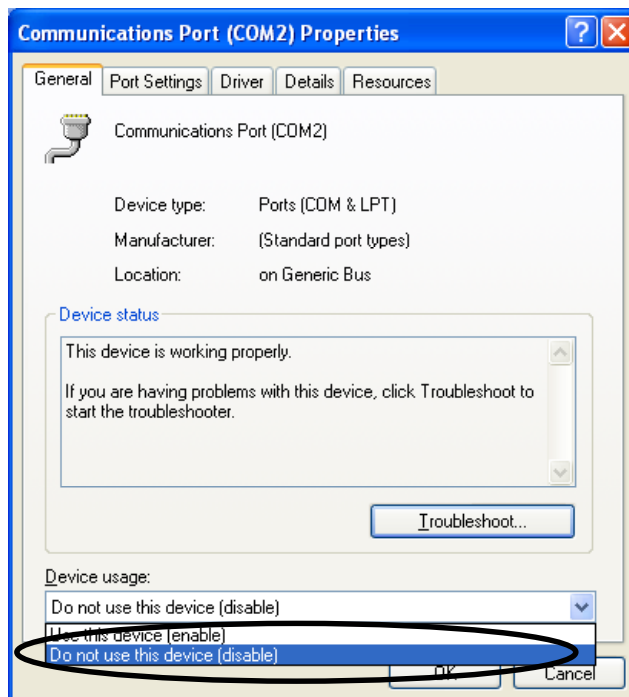 Communications Port (COM2) Properties
General Port Settings Driver Details Resources
Communications Port (COM2)
Device type: Ports (COM & LPT)
Manufacturer: (Standard port types)
Location: on Generic Bus
Device status
This device is working properly.
If you are having problems with this device, click Troubleshoot to
start the troubleshooter.
Troubleshoot...
Device usage:
Do not use this device (disable)
Use this device (enable)
Do not use this device (disable)
OK Cancel